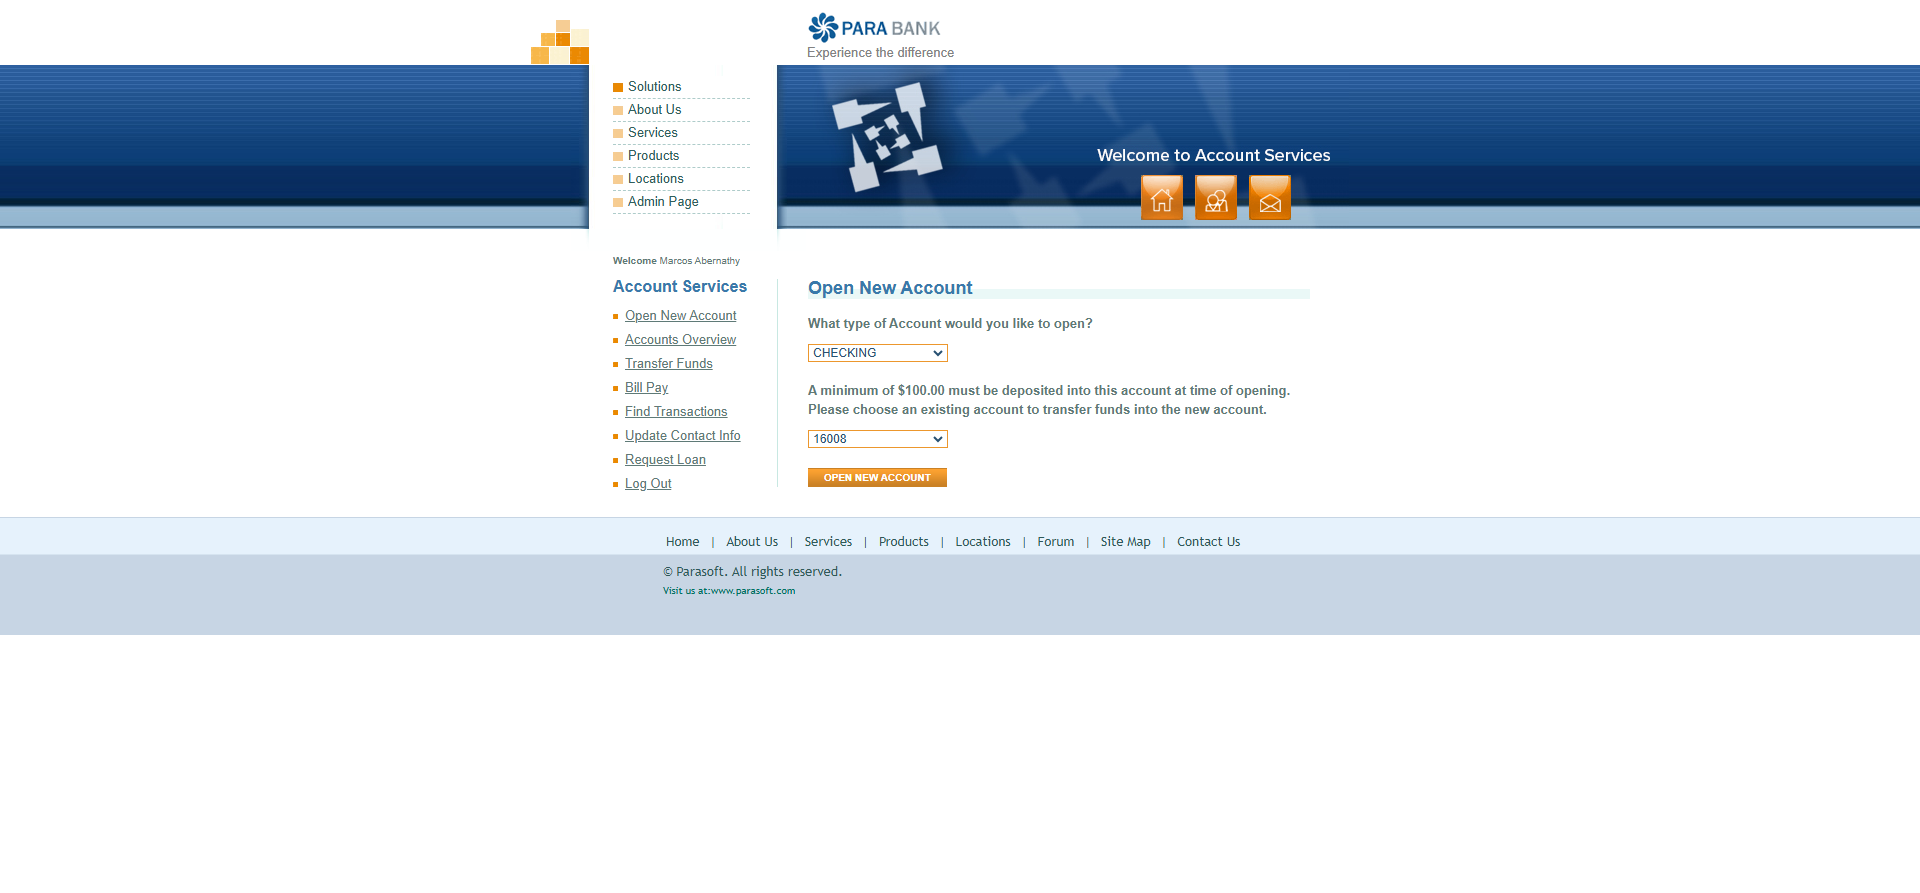 PARA BANK
Experience the difference
Solutions
About Us
Services
Products
Locations
Admin Page
Welcome to Account Services
Welcome Marcos Abernathy
Account Services
Open New Account
Accounts Overview
Transfer Funds
Bill Pay
Find Transactions
Update Contact Info
Request Loan
Log Out
Open New Account
What type of Account would you like to open?
CHECKING
A minimum of $100.00 must be deposited into this account at time of opening.
Please choose an existing account to transfer funds into the new account.
16008
OPEN NEW ACCOUNT
Home | About Us | Services | Products | Locations | Forum | Site Map | Contact Us
© Parasoft. All rights reserved.
Visit us at:www.parasoft.com